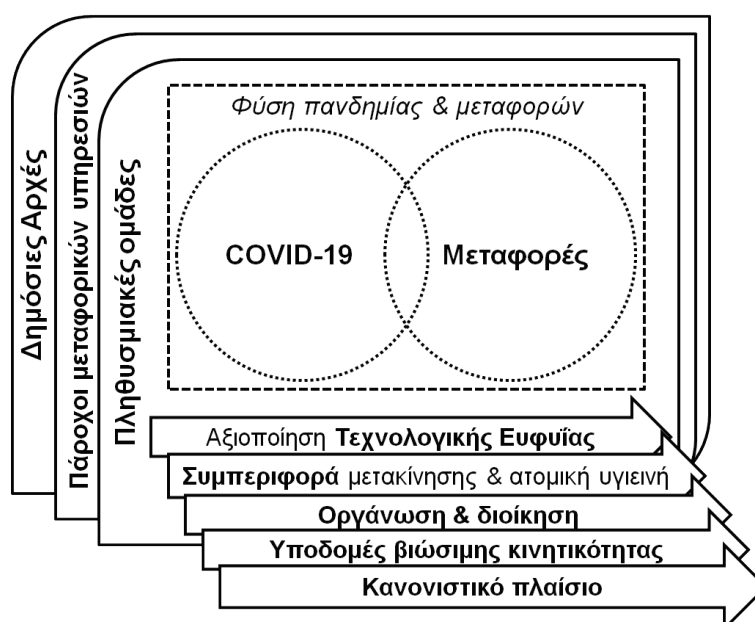 Δημόσιες Αρχές
Πάροχοι μεταφορικών υπηρεσιών
Πληθυσμιακές ομάδες
Φύση πανδημίας & μεταφορών
COVID-19
Μεταφορές
Αξιοποίηση Τεχνολογικής Ευφυΐας
Συμπεριφορά μετακίνησης & ατομική υγιεινή
Οργάνωση & διοίκηση
Υποδομές βιώσιμης κινητικότητας
Κανονιστικό πλαίσιο